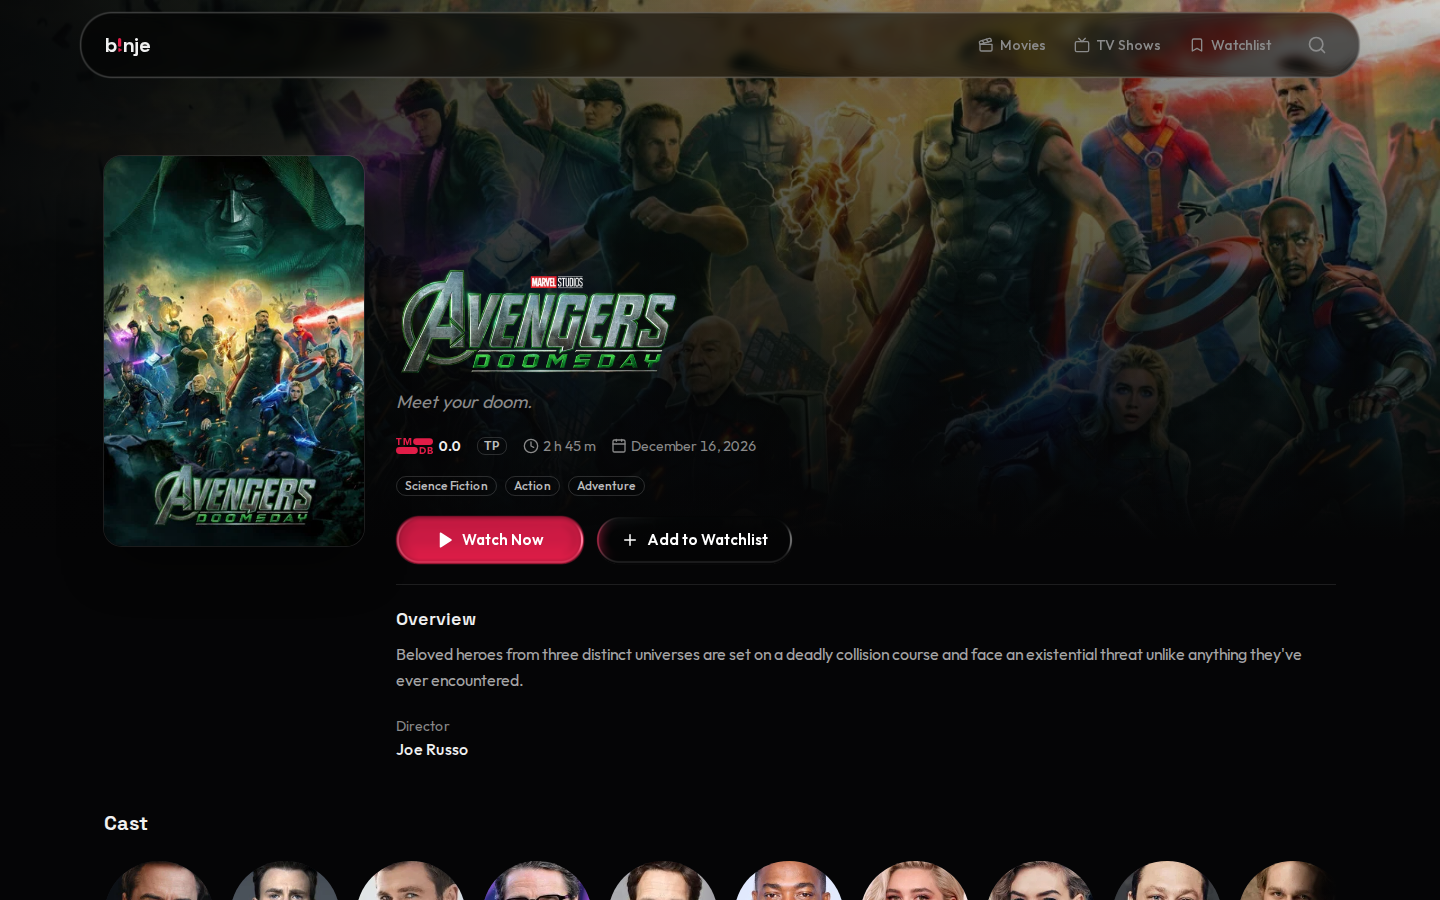 b!nje
Movies
TV Shows
Watchlist
MARVEL STUDIOS
AVENGERS
DOOMSDAY
AVENGERS
DOOMSDAY
Meet your doom.
TMDB 0.0 TP 2 h 45 m December 16, 2026
Science Fiction Action Adventure
Watch Now
Add to Watchlist
Overview
Beloved heroes from three distinct universes are set on a deadly collision course and face an existential threat unlike anything they've
ever encountered.
Director
Joe Russo
Cast